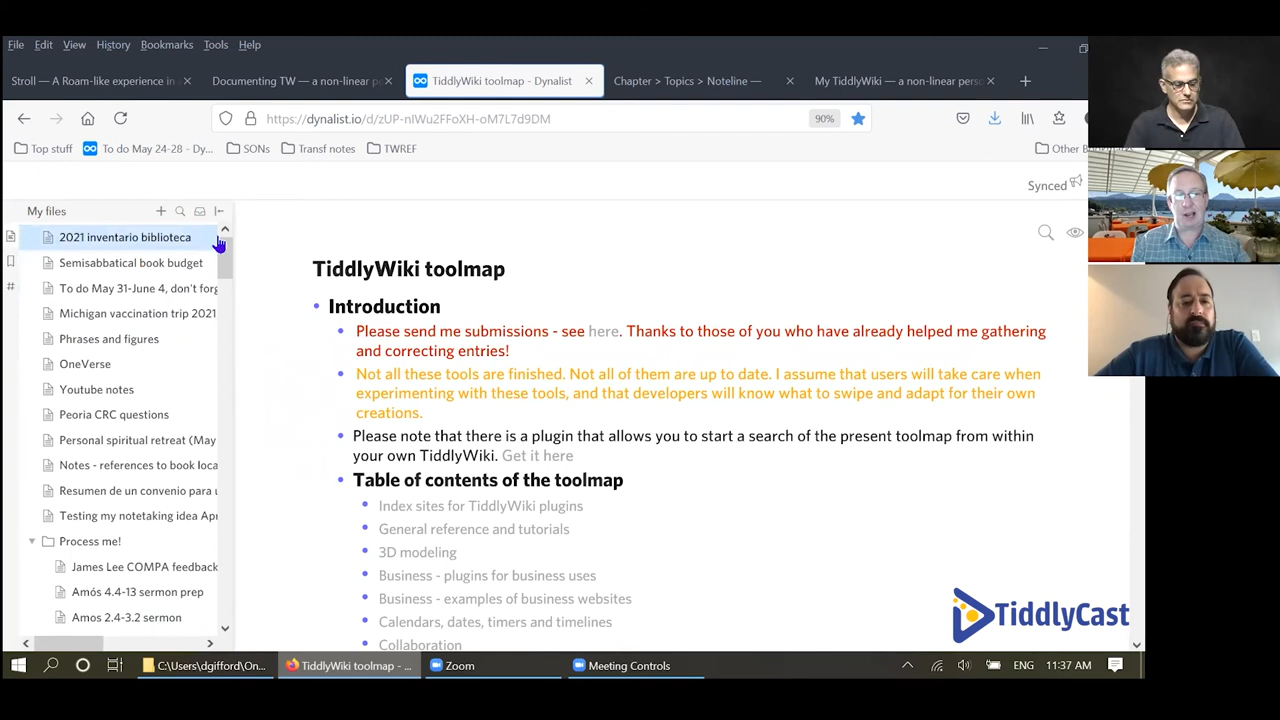 File Edit View History Bookmarks Tools Help
Stroll — A Roam-like experience in
Documenting TW — a non-linear pe
TiddlyWiki toolmap - Dynalist
Chapter > Topics > Noteline —
My TiddlyWiki — a non-linear perso
https://dynalist.io/d/zUP-nIWu2FFoXH-oM7L7d9DM
90%
Top stuff
To do May 24-28 - Dy...
SONs
Transf notes
TWREF
Other Bookmarks
Synced
My files
2021 inventario biblioteca
Semisabbatical book budget
To do May 31-June 4, don't forg
Michigan vaccination trip 2021
Phrases and figures
OneVerse
Youtube notes
Peoria CRC questions
Personal spiritual retreat (May
Notes - references to book loca
Resumen de un convenio para u
Testing my notetaking idea Apr
Process me!
James Lee COMPA feedback
Amós 4.4-13 sermon prep
Amos 2.4-3.2 sermon
TiddlyWiki toolmap
Introduction
Please send me submissions - see here. Thanks to those of you who have already helped me gathering
and correcting entries!
Not all these tools are finished. Not all of them are up to date. I assume that users will take care when
experimenting with these tools, and that developers will know what to swipe and adapt for their own
creations.
Please note that there is a plugin that allows you to start a search of the present toolmap from within
your own TiddlyWiki. Get it here
Table of contents of the toolmap
Index sites for TiddlyWiki plugins
General reference and tutorials
3D modeling
Business - plugins for business uses
Business - examples of business websites
Calendars, dates, timers and timelines
Collaboration
TiddlyCast
C:\Users\dgifford\On...
TiddlyWiki toolmap - ...
Zoom
Meeting Controls
ENG
11:37 AM